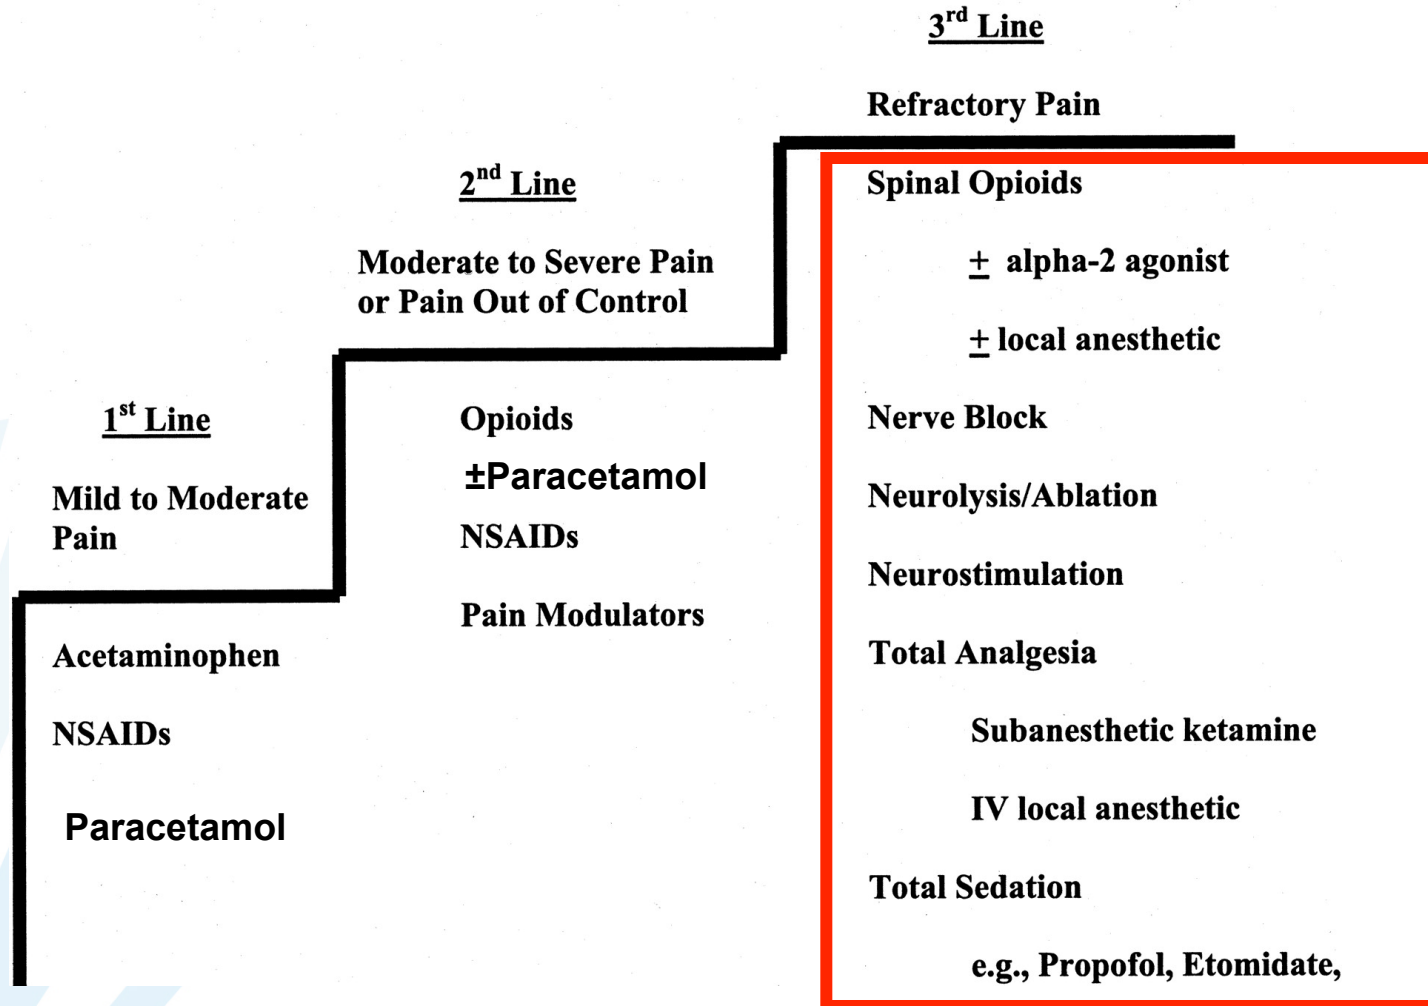 1st Line
Mild to Moderate
Pain
Acetaminophen
NSAIDs
Paracetamol
2nd Line
Moderate to Severe Pain
or Pain Out of Control
Opioids
±Paracetamol
NSAIDs
Pain Modulators
3rd Line
Refractory Pain
Spinal Opioids
± alpha-2 agonist
± local anesthetic
Nerve Block
Neurolysis/Ablation
Neurostimulation
Total Analgesia
Subanesthetic ketamine
IV local anesthetic
Total Sedation
e.g., Propofol, Etomidate,